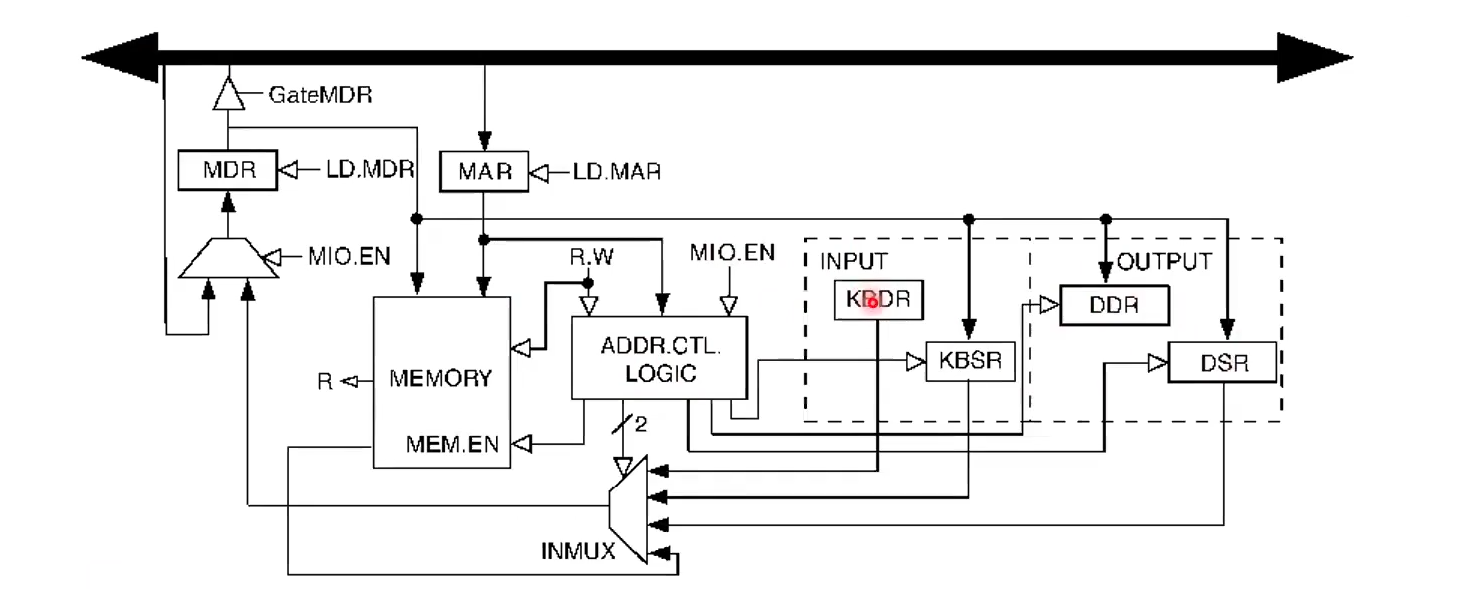 GateMDR
MDR
LD.MDR
MAR
LD.MAR
MIO.EN
R.W
MIO.EN
INPUT
OUTPUT
KBDR
DDR
ADDR.CTL.
LOGIC
KBSR
DSR
R
MEMORY
2
MEM.EN
INMUX